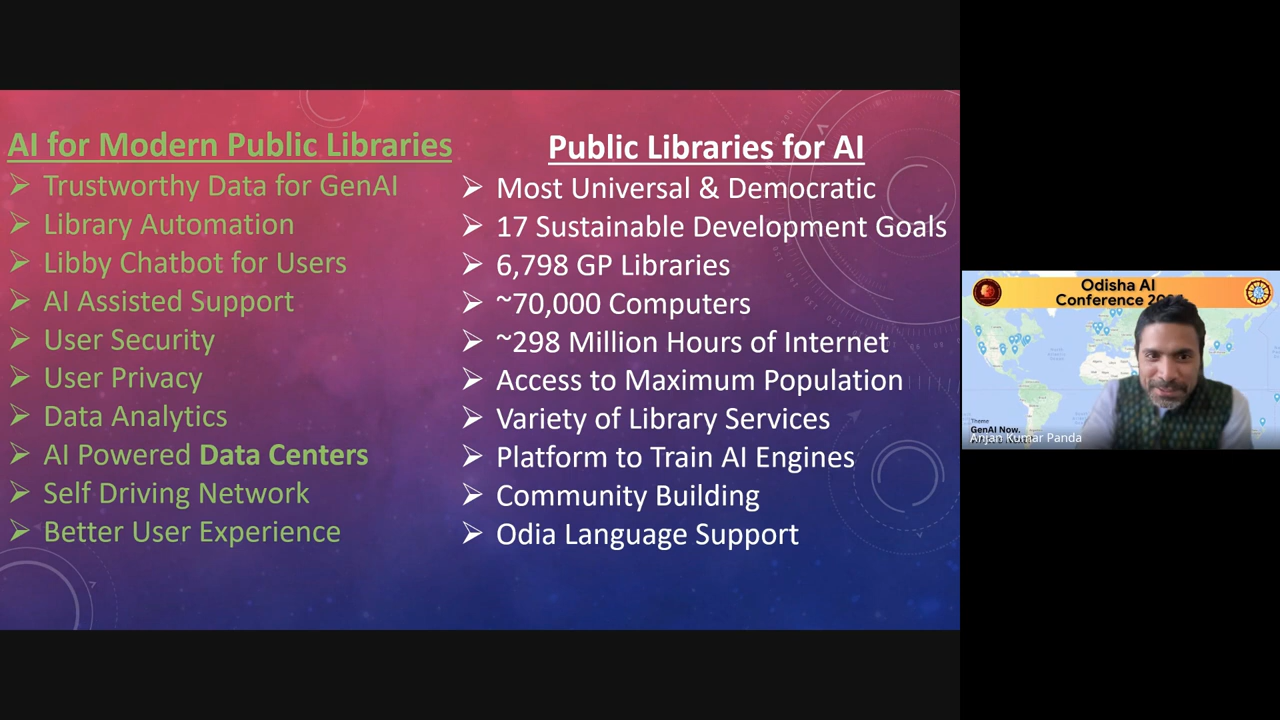 AI for Modern Public Libraries
Trustworthy Data for GenAI
Library Automation
Libby Chatbot for Users
AI Assisted Support
User Security
User Privacy
Data Analytics
AI Powered Data Centers
Self Driving Network
Better User Experience
Public Libraries for AI
Most Universal & Democratic
17 Sustainable Development Goals
6,798 GP Libraries
~70,000 Computers
~298 Million Hours of Internet
Access to Maximum Population
Variety of Library Services
Platform to Train AI Engines
Community Building
Odia Language Support
Odisha AI
Conference
Theme
GenAI Now.
Anjan Kumar Panda